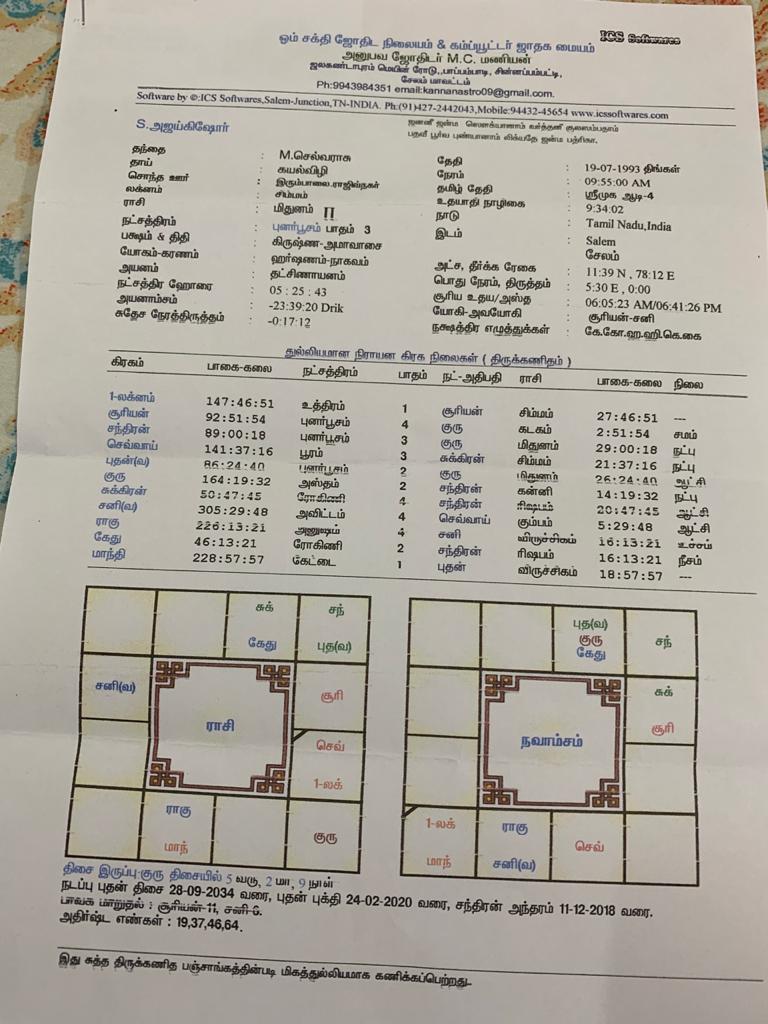 ICS Softwares
ஓம் சக்தி ஜோதிட நிலையம் & கம்ப்யூட்டர் ஜாதக மையம்
அனுபவ ஜோதிடர் M.C. மணியன்
ஜலகண்டாபுரம் மெயின் ரோடு,,பாப்பம்பாடி, சின்னப்பம்பட்டி,
சேலம் மாவட்டம்
Ph:9943984351 email:kannanastro09@gmail.com.
Software by ©:ICS Softwares,Salem-Junction,TN-INDIA. Ph:(91)427-2442043,Mobile:94432-45654 www.icssoftwares.com
ஜனனீ ஜன்ம ஸௌக்யானாம் வர்த்தனி குலஸம்பதாம்
பதவீ பூர்வ புண்யானாம் லிக்யதே ஜன்ம பத்ரிகா.
S.அஜய்கிஷோர்
தந்தை : M.செல்வராசு
தாய் : கயல்விழி
சொந்த ஊர் : இரும்பாலை.ராஜிவ்நகர்
லக்னம் : சிம்மம்
ராசி : மிதுனம் II
நட்சத்திரம் : புனர்பூசம் பாதம் 3
பக்ஷம் & திதி : கிருஷ்ண-அமாவாசை
யோகம்-கரணம் : ஹர்ஷணம்-நாகவம்
அயனம் : தட்சிணாயனம்
நட்சத்திர ஹோரை : 05 : 25 : 43
அயனாம்சம் : -23:39:20 Drik
சுதேச நேரத்திருத்தம் : -0:17:12
தேதி : 19-07-1993 திங்கள்
நேரம் : 09:55:00 AM
தமிழ் தேதி : ஸ்ரீமுக ஆடி-4
உதயாதி நாழிகை : 9:34:02
நாடு : Tamil Nadu,India
இடம் : Salem
சேலம்
அட்ச, தீர்க்க ரேகை : 11:39 N , 78:12 E
பொது நேரம், திருத்தம் : 5:30 E , 0:00
சூரிய உதய/அஸ்த : 06:05:23 AM/06:41:26 PM
யோகி-அவயோகி : சூரியன்-சனி
நக்ஷத்திர எழுத்துக்கள் : கே.கோ.ஹ.ஹி.கெ.கை
துல்லியமான நிராயன கிரக நிலைகள் ( திருக்கணிதம் )
கிரகம் பாகை-கலை நட்சத்திரம் பாதம் நட்-அதிபதி ராசி பாகை-கலை நிலை
1-லக்னம் 147:46:51 உத்திரம் 1 சூரியன் சிம்மம் 27:46:51 ---
சூரியன் 92:51:54 புனர்பூசம் 4 குரு கடகம் 2:51:54 சமம்
சந்திரன் 89:00:18 புனர்பூசம் 3 குரு மிதுனம் 29:00:18 நட்பு
செவ்வாய் 141:37:16 பூரம் 3 சுக்கிரன் சிம்மம் 21:37:16 நட்பு
புதன்(வ) 86:24:40 புனர்பூசம் 2 குரு மிதுனம் 26:24:40 ஆட்சி
குரு 164:19:32 அஸ்தம் 2 சந்திரன் கன்னி 14:19:32 நட்பு
சுக்கிரன் 50:47:45 ரோகிணி 4 சந்திரன் ரிஷபம் 20:47:45 ஆட்சி
சனி(வ) 305:29:48 அவிட்டம் 4 செவ்வாய் கும்பம் 5:29:48 ஆட்சி
ராகு 226:13:21 அனுஷம் 4 சனி விருச்சிகம் 16:13:21 உச்சம்
கேது 46:13:21 ரோகிணி 2 சந்திரன் ரிஷபம் 16:13:21 நீசம்
மாந்தி 228:57:57 கேட்டை 1 புதன் விருச்சிகம் 18:57:57 ---
சுக் சந்
கேது புத(வ)
சனி(வ) சூரி
ராசி
செவ்
1-லக்
ராகு
மாந் குரு
புத(வ)
குரு சந்
கேது
சுக்
சூரி
நவாம்சம்
1-லக் ராகு செவ்
மாந் சனி(வ)
திசை இருப்பு:குரு திசையில் 5 வரு, 2 மா, 9 நாள்
நடப்பு புதன் திசை 28-09-2034 வரை, புதன் புக்தி 24-02-2020 வரை, சந்திரன் அந்தரம் 11-12-2018 வரை.
பாவக மாறுதல் : சூரியன்-11, சனி-6.
அதிர்ஷ்ட எண்கள் : 19,37,46,64.
இது சுத்த திருக்கணித பஞ்சாங்கத்தின்படி மிகத்துல்லியமாக கணிக்கப்பெற்றது.